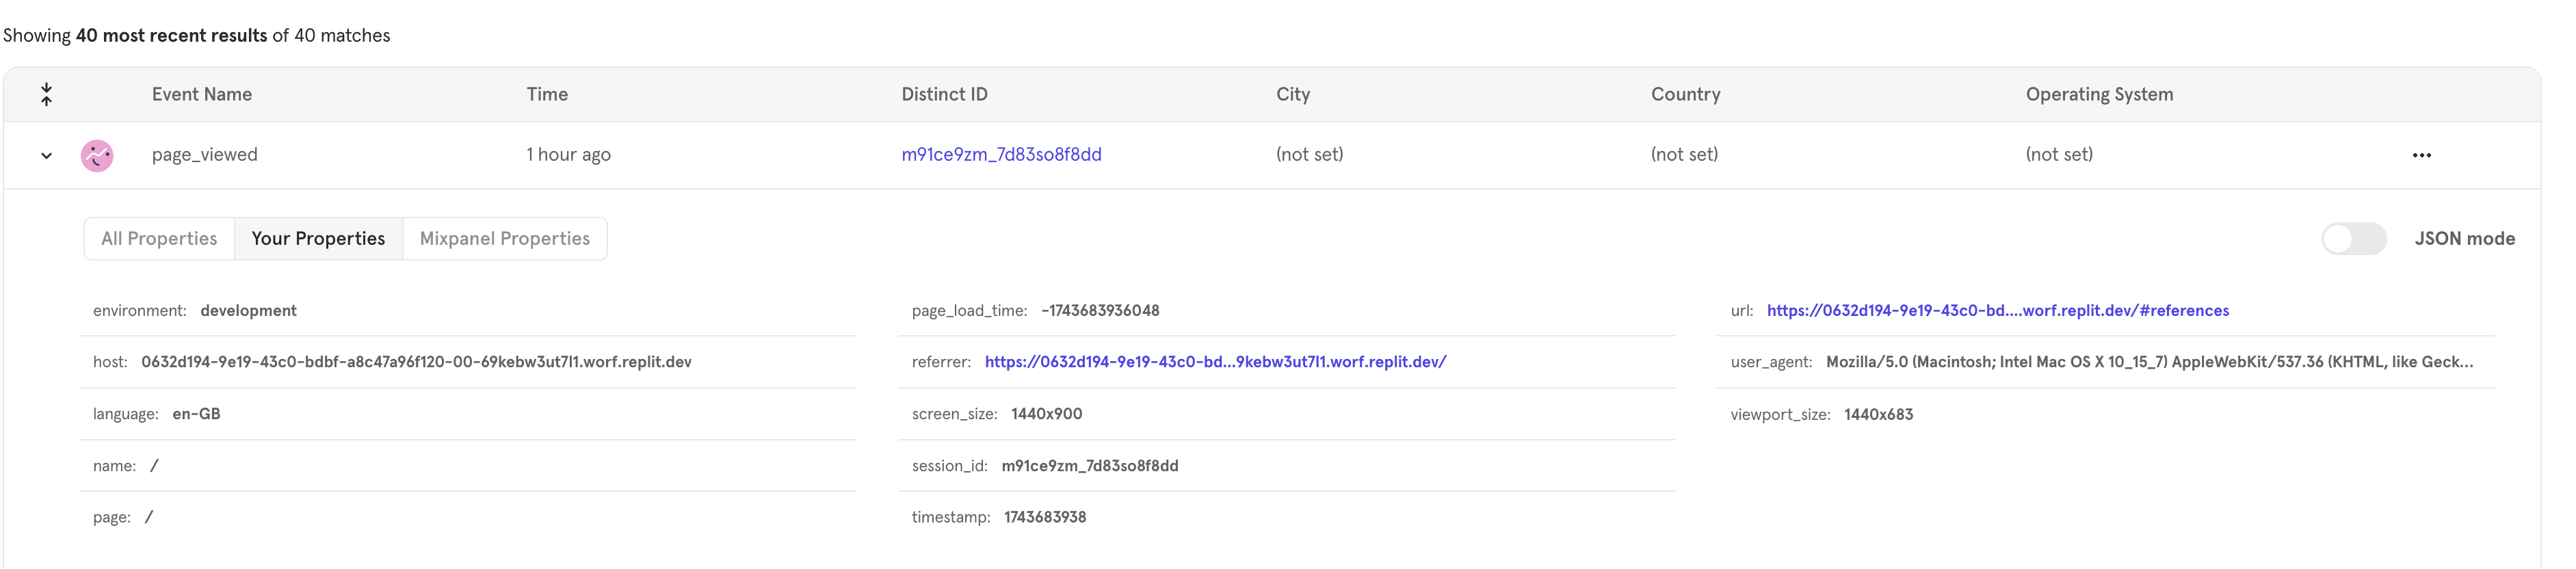 Showing 40 most recent results of 40 matches
Event Name Time Distinct ID City Country Operating System
page_viewed 1 hour ago m91ce9zm_7d83so8f8dd (not set) (not set) (not set)
All Properties Your Properties Mixpanel Properties JSON mode
environment: development page_load_time: -1743683936048 url: https://0632d194-9e19-43c0-bd....worf.replit.dev/#references
host: 0632d194-9e19-43c0-bdbf-a8c47a96f120-00-69kebw3ut7l1.worf.replit.dev referrer: https://0632d194-9e19-43c0-bd...9kebw3ut7l1.worf.replit.dev/ user_agent: Mozilla/5.0 (Macintosh; Intel Mac OS X 10_15_7) AppleWebKit/537.36 (KHTML, like Geck...
language: en-GB screen_size: 1440x900 viewport_size: 1440x683
name: / session_id: m91ce9zm_7d83so8f8dd
page: / timestamp: 1743683938